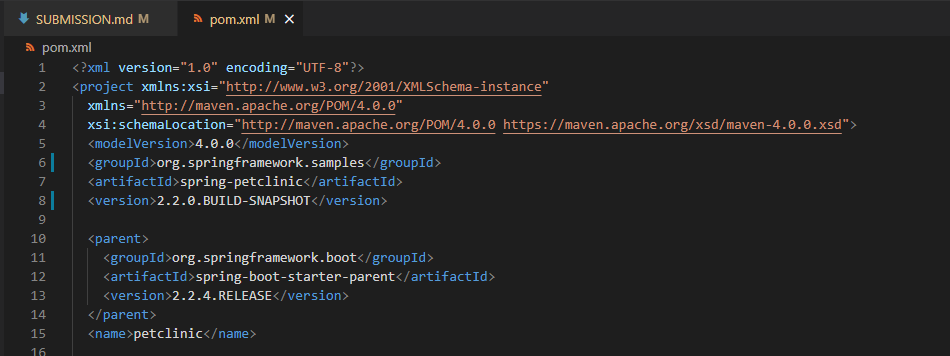 SUBMISSION.md M pom.xml M
pom.xml
1 <?xml version="1.0" encoding="UTF-8"?>
2 <project xmlns:xsi="http://www.w3.org/2001/XMLSchema-instance"
3 xmlns="http://maven.apache.org/POM/4.0.0"
4 xsi:schemaLocation="http://maven.apache.org/POM/4.0.0 https://maven.apache.org/xsd/maven-4.0.0.xsd">
5 <modelVersion>4.0.0</modelVersion>
6 <groupId>org.springframework.samples</groupId>
7 <artifactId>spring-petclinic</artifactId>
8 <version>2.2.0.BUILD-SNAPSHOT</version>
9
10 <parent>
11 <groupId>org.springframework.boot</groupId>
12 <artifactId>spring-boot-starter-parent</artifactId>
13 <version>2.2.4.RELEASE</version>
14 </parent>
15 <name>petclinic</name>
16